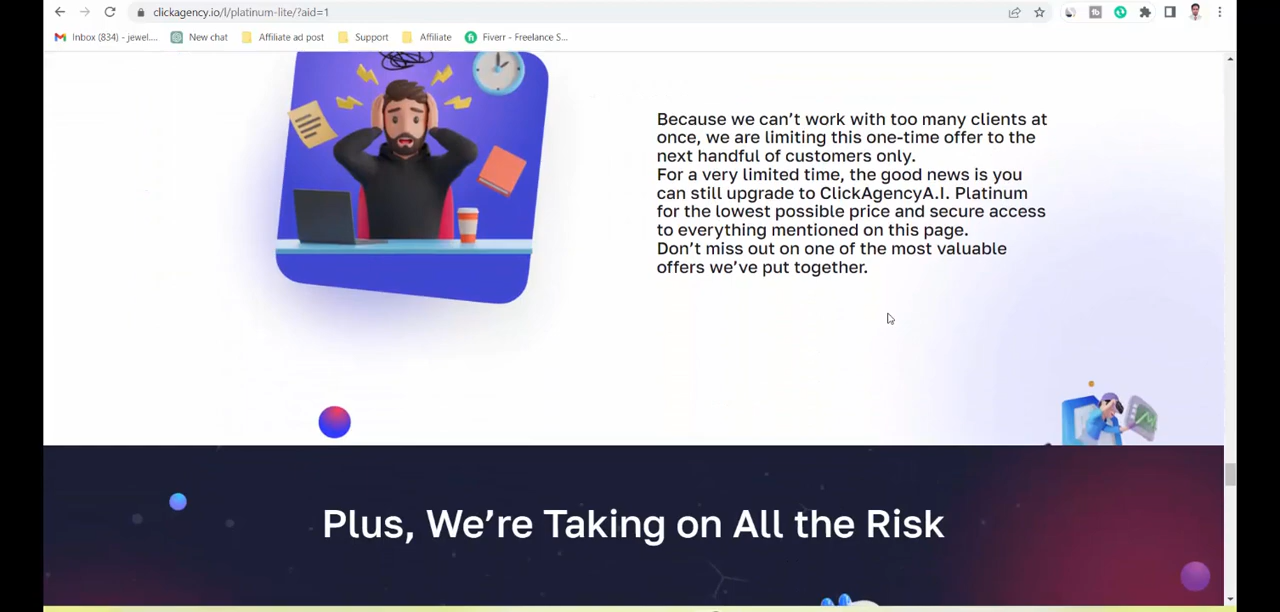 clickagency.io/l/platinum-lite/?aid=1
Inbox (834) - jewel.... New chat Affiliate ad post Support Affiliate Fiverr - Freelance S...
Because we can't work with too many clients at
once, we are limiting this one-time offer to the
next handful of customers only.
For a very limited time, the good news is you
can still upgrade to ClickAgencyA.I. Platinum
for the lowest possible price and secure access
to everything mentioned on this page.
Don't miss out on one of the most valuable
offers we've put together.
Plus, We're Taking on All the Risk